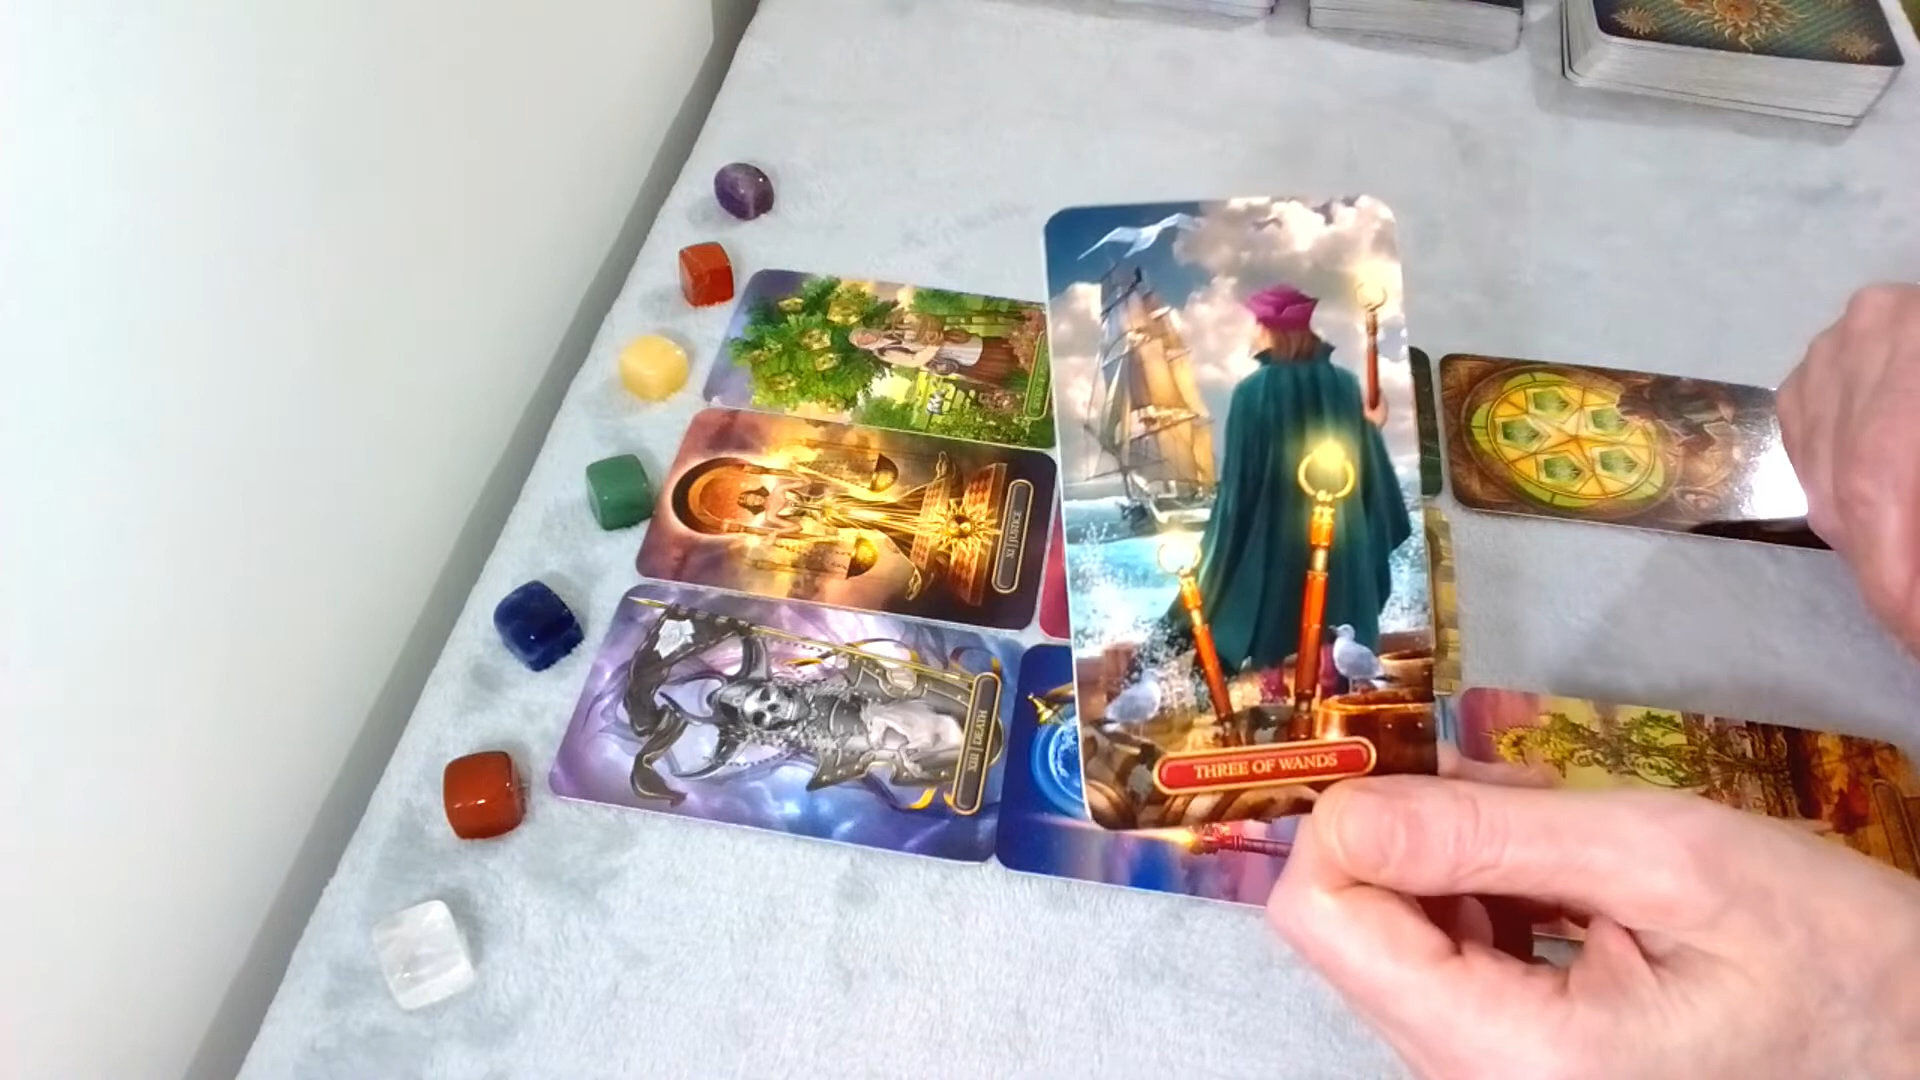 THREE OF WANDS
XI | JUSTICE
XIII | DEATH